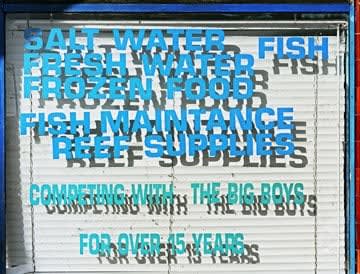 SALT WATER FISH
FRESH WATER
FROZEN FOOD
FISH MAINTANCE
REEF SUPPLIES
COMPETING WITH THE BIG BOYS
FOR OVER 15 YEARS